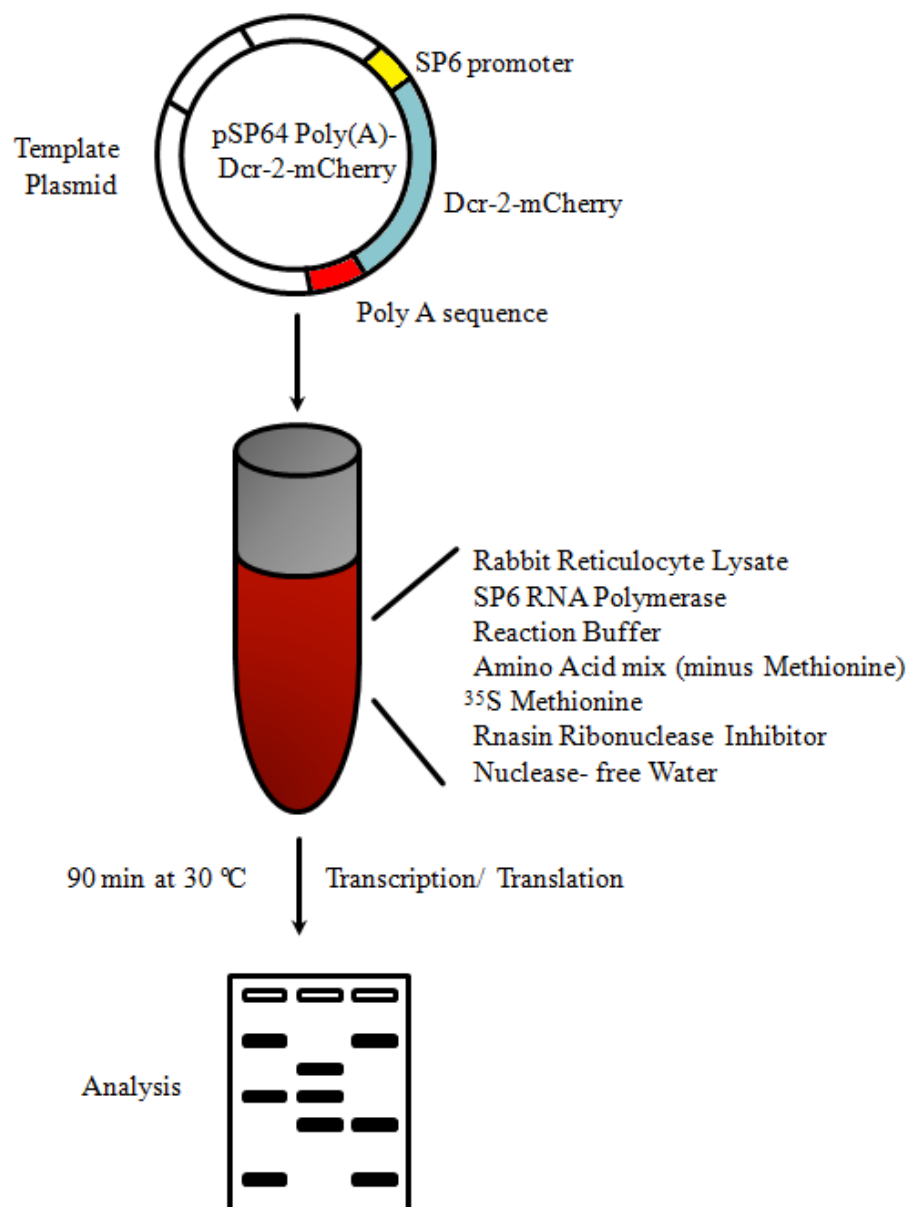 SP6 promoter
pSP64 Poly(A)-
Dcr-2-mCherry
Template
Plasmid
Dcr-2-mCherry
Poly A sequence
Rabbit Reticulocyte Lysate
SP6 RNA Polymerase
Reaction Buffer
Amino Acid mix (minus Methionine)
³⁵S Methionine
Rnasin Ribonuclease Inhibitor
Nuclease- free Water
90 min at 30 ℃
Transcription/ Translation
Analysis